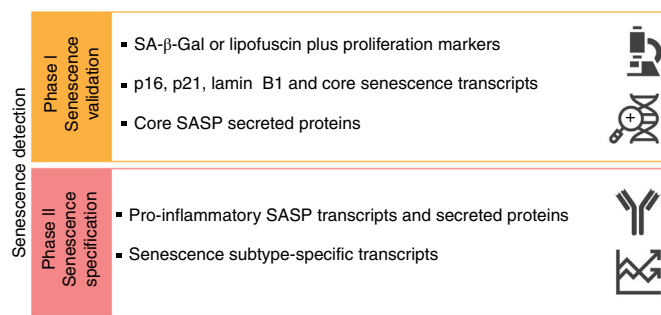 Senescence detection
Phase I
Senescence
validation
▪ SA-β-Gal or lipofuscin plus proliferation markers
▪ p16, p21, lamin B1 and core senescence transcripts
▪ Core SASP secreted proteins
Phase II
Senescence
specification
▪ Pro-inflammatory SASP transcripts and secreted proteins
▪ Senescence subtype-specific transcripts